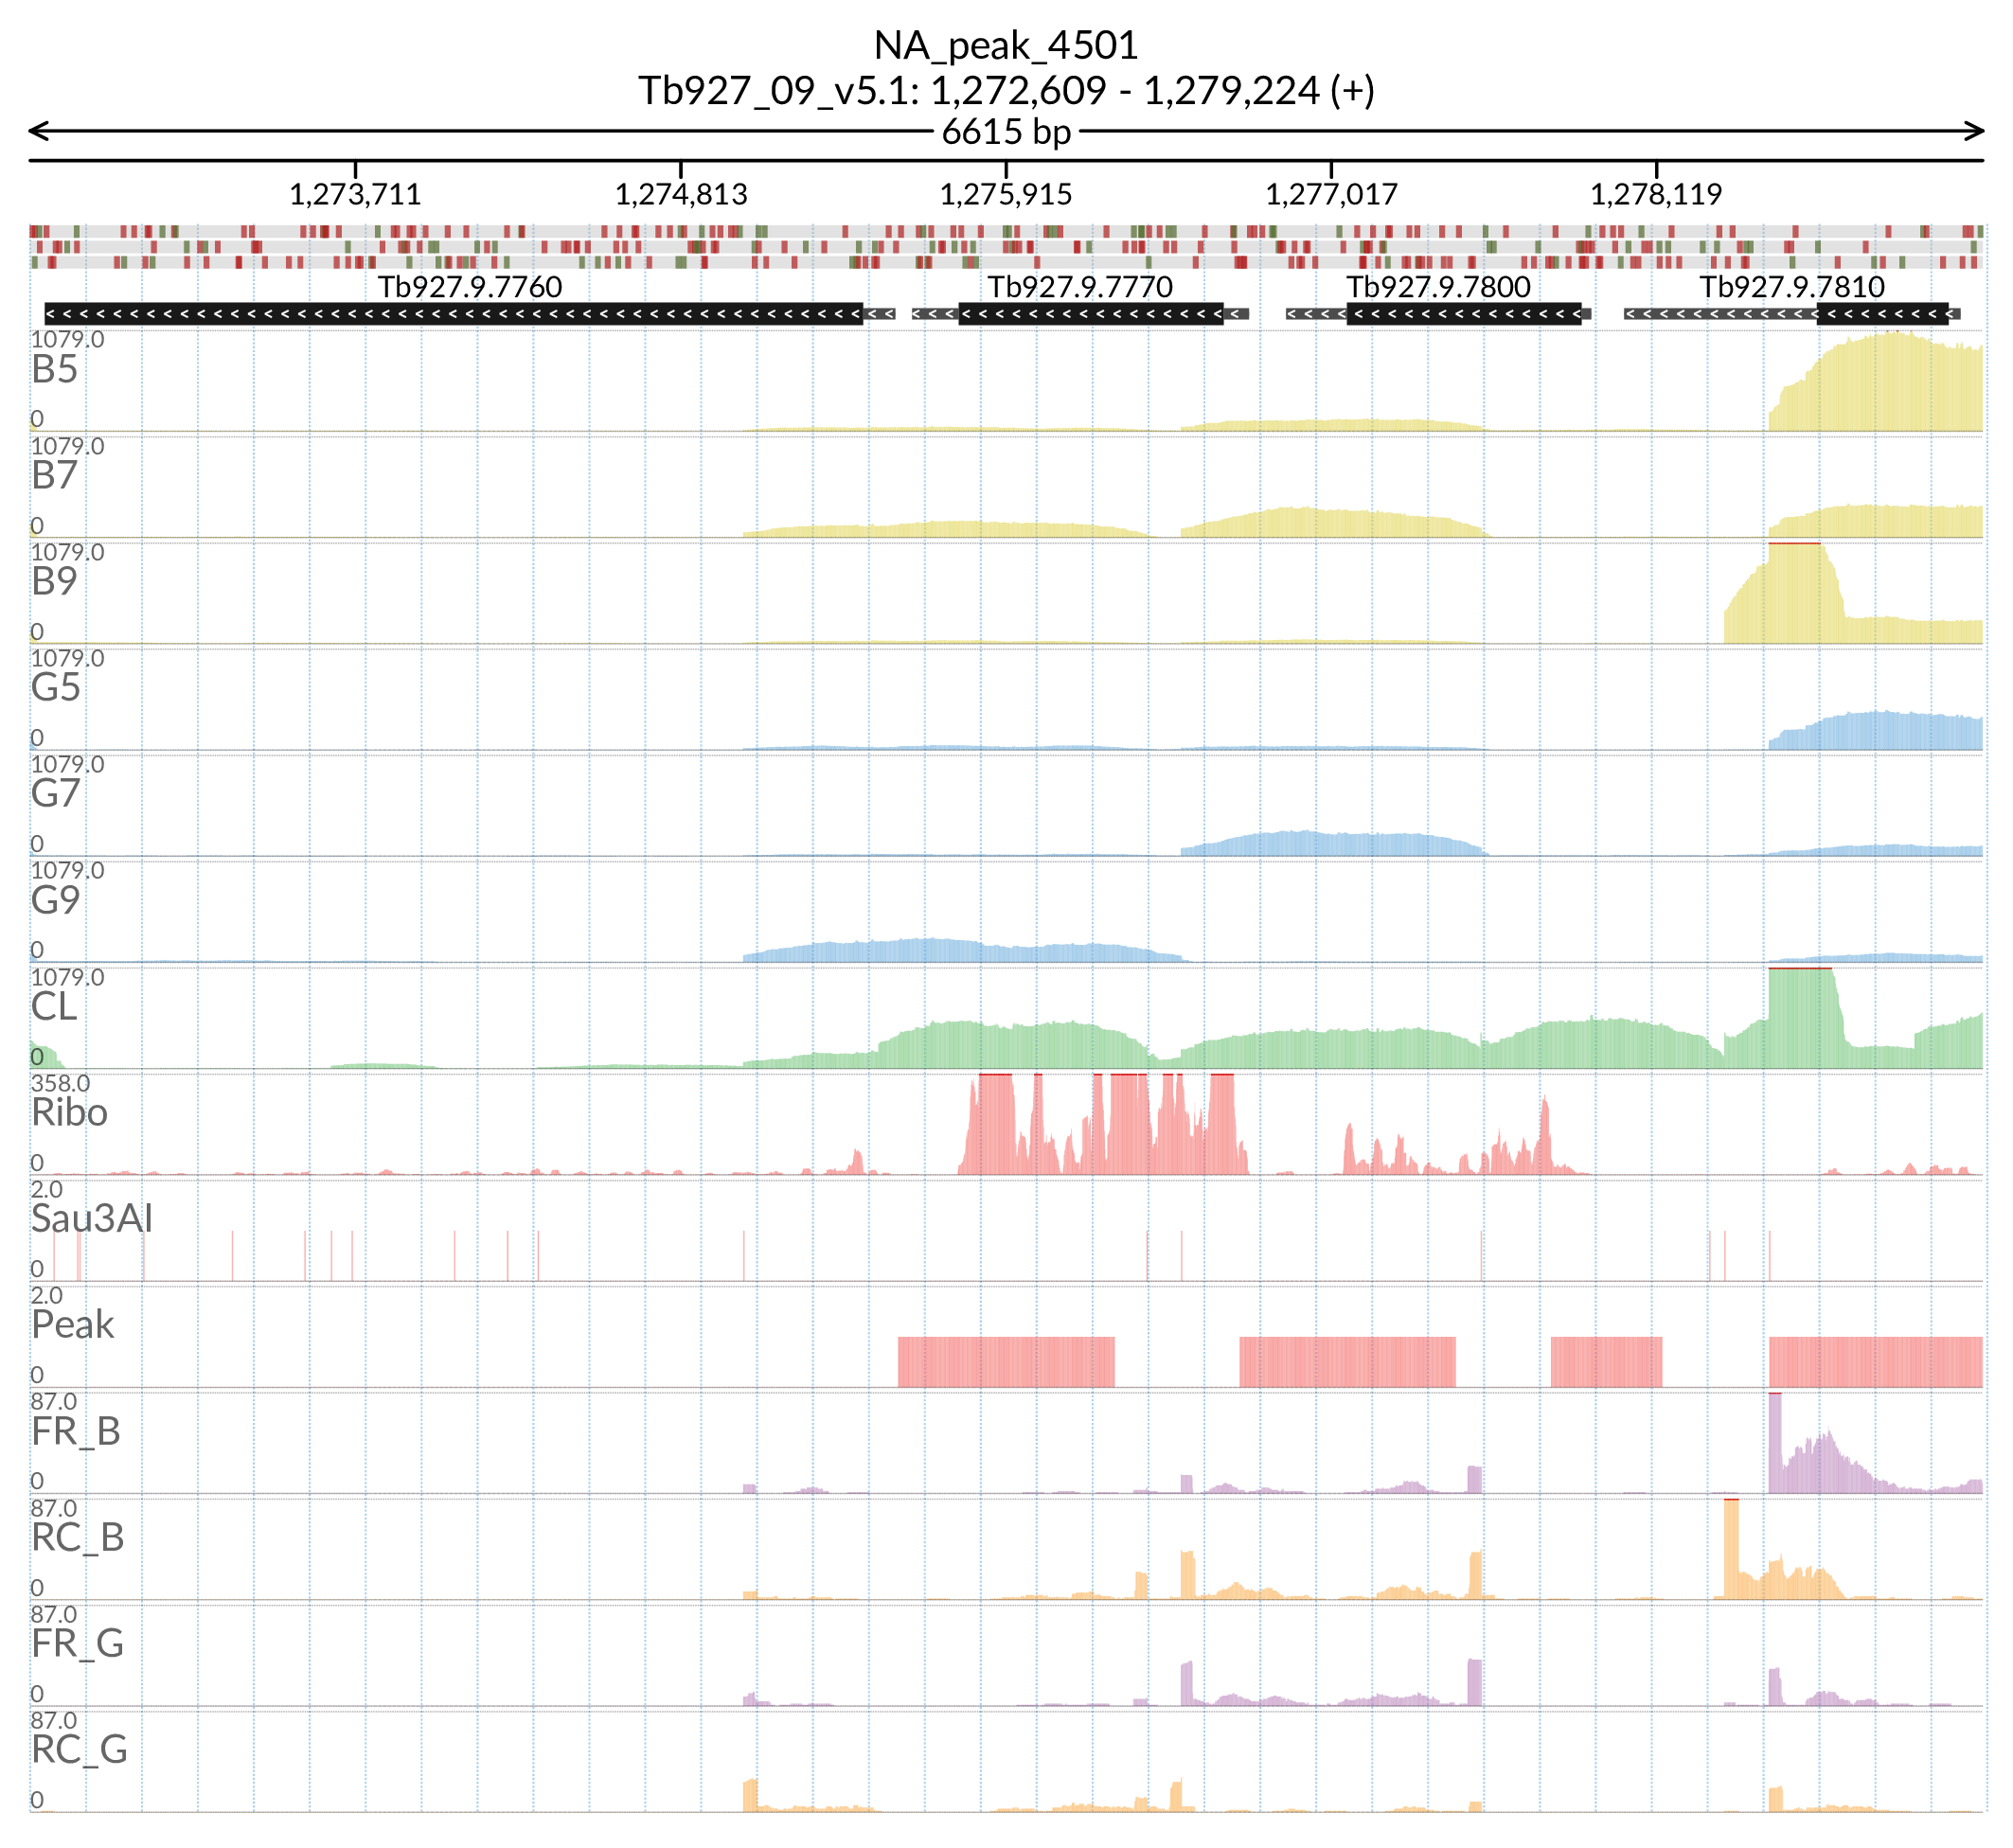 NA_peak_4501
Tb927_09_v5.1: 1,272,609 - 1,279,224 (+)
6615 bp
1,273,711 1,274,813 1,275,915 1,277,017 1,278,119
Tb927.9.7760 Tb927.9.7770 Tb927.9.7800 Tb927.9.7810
1079.0
B5
0
1079.0
B7
0
1079.0
B9
0
1079.0
G5
0
1079.0
G7
0
1079.0
G9
0
1079.0
CL
0
358.0
Ribo
0
2.0
Sau3AI
0
2.0
Peak
0
87.0
FR_B
0
87.0
RC_B
0
87.0
FR_G
0
87.0
RC_G
0